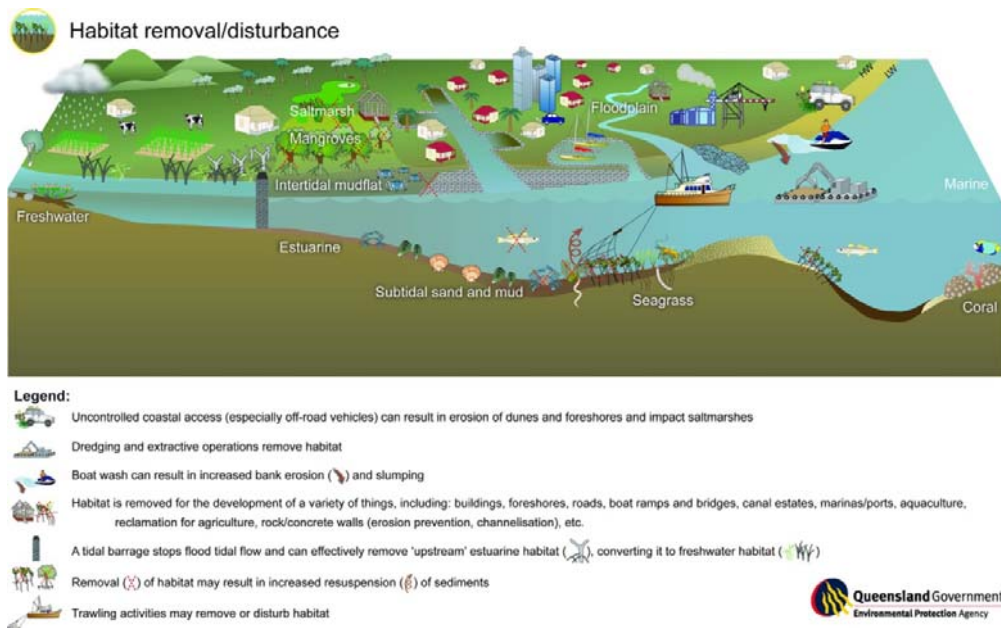 Habitat removal/disturbance
HW
LW
Saltmarsh
Floodplain
Mangroves
Intertidal mudflat
Marine
Freshwater
Estuarine
Subtidal sand and mud
Seagrass
Coral
Legend:
Uncontrolled coastal access (especially off-road vehicles) can result in erosion of dunes and foreshores and impact saltmarshes
Dredging and extractive operations remove habitat
Boat wash can result in increased bank erosion ( ) and slumping
Habitat is removed for the development of a variety of things, including: buildings, foreshores, roads, boat ramps and bridges, canal estates, marinas/ports, aquaculture,
reclamation for agriculture, rock/concrete walls (erosion prevention, channelisation), etc.
A tidal barrage stops flood tidal flow and can effectively remove 'upstream' estuarine habitat ( ), converting it to freshwater habitat ( )
Removal ( ) of habitat may result in increased resuspension ( ) of sediments
Trawling activities may remove or disturb habitat
Queensland Government
Environmental Protection Agency